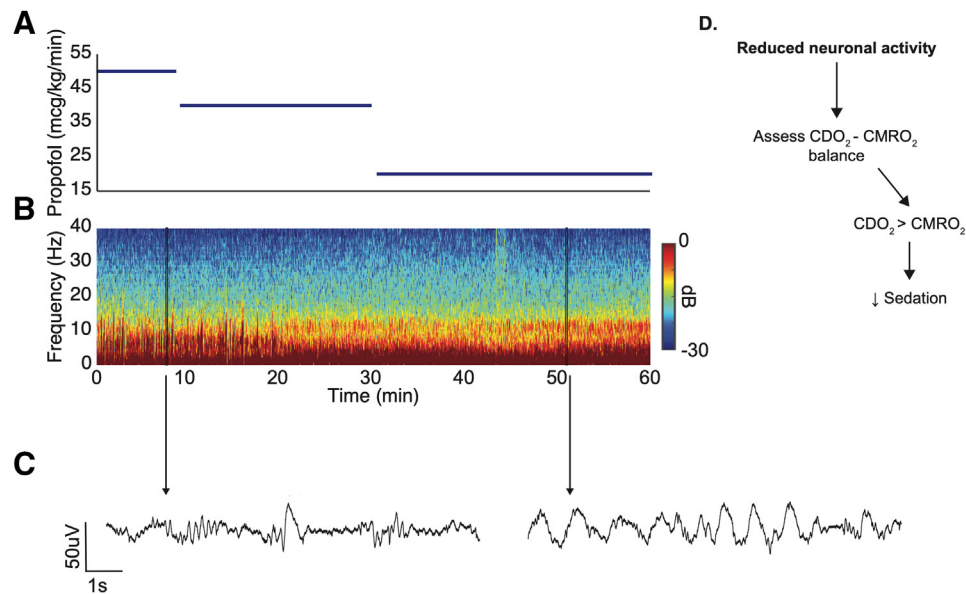 A
Propofol (mcg/kg/min)
55
45
35
25
15
B
Frequency (Hz)
40
30
20
10
0
0 10 20 30 40 50 60
Time (min)
0
dB
-30
C
50uV
1s
D.
Reduced neuronal activity
Assess CDO₂ - CMRO₂
balance
CDO₂ > CMRO₂
↓ Sedation